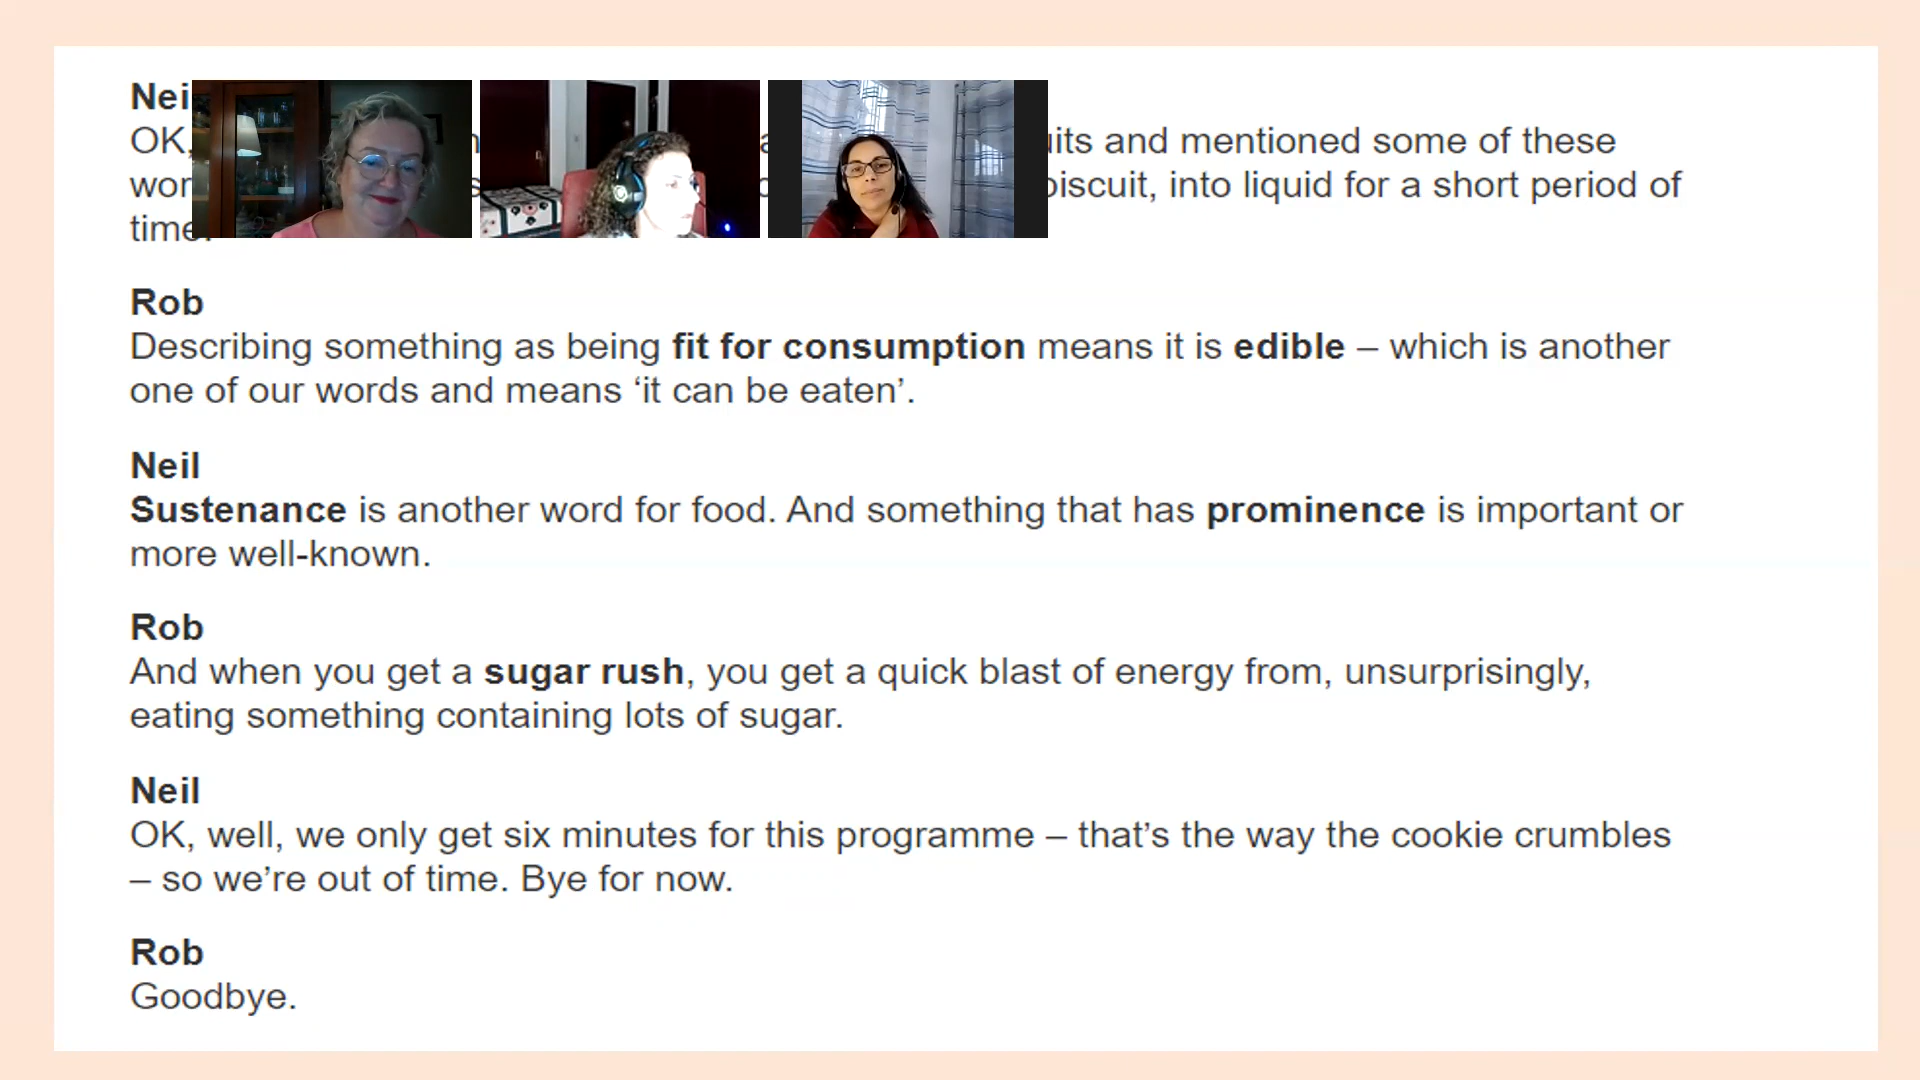 Nei
OK, uits and mentioned some of these
wor biscuit, into liquid for a short period of
time.
Rob
Describing something as being fit for consumption means it is edible – which is another
one of our words and means ‘it can be eaten’.
Neil
Sustenance is another word for food. And something that has prominence is important or
more well-known.
Rob
And when you get a sugar rush, you get a quick blast of energy from, unsurprisingly,
eating something containing lots of sugar.
Neil
OK, well, we only get six minutes for this programme – that’s the way the cookie crumbles
– so we’re out of time. Bye for now.
Rob
Goodbye.